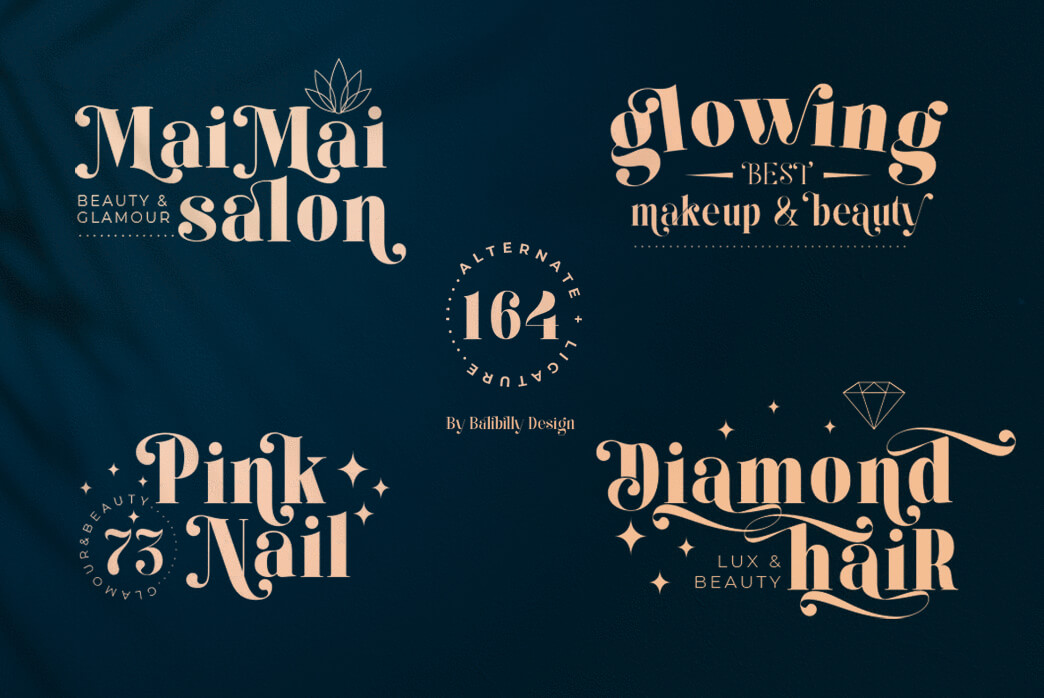 MaiMai
BEAUTY &
GLAMOUR
salon
glowing
BEST
makeup & beauty
ALTERNATE + LIGATURE
164
By Balibilly Design
Pink
GLAMOUR&BEAUTY
73
Nail
Diamond
LUX &
BEAUTY
haiR